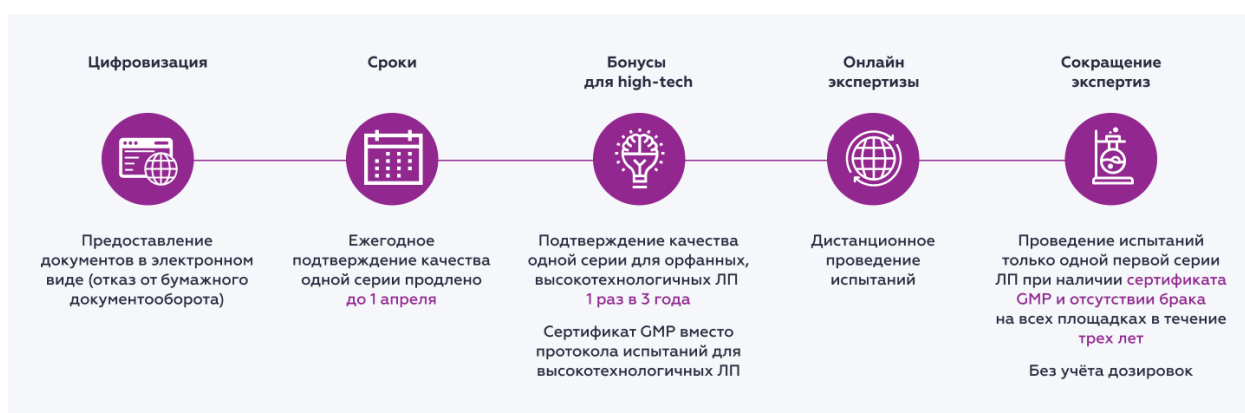 Цифровизация
Предоставление
документов в электронном
виде (отказ от бумажного
документооборота)
Сроки
Ежегодное
подтверждение качества
одной серии продлено
до 1 апреля
Бонусы
для high-tech
Подтверждение качества
одной серии для орфанных,
высокотехнологичных ЛП
1 раз в 3 года
Сертификат GMP вместо
протокола испытаний для
высокотехнологичных ЛП
Онлайн
экспертизы
Дистанционное
проведение
испытаний
Сокращение
экспертиз
Проведение испытаний
только одной первой серии
ЛП при наличии сертификата
GMP и отсутствии брака
на всех площадках в течение
трех лет
Без учёта дозировок